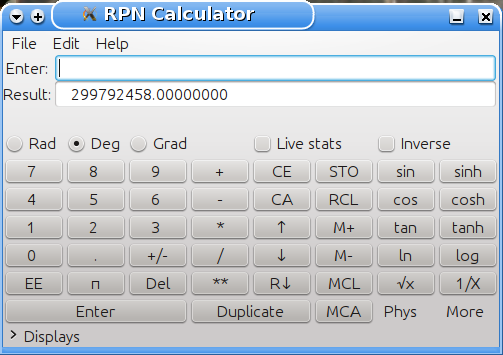 RPN Calculator
File Edit Help
Enter:
Result: 299792458.00000000
Rad Deg Grad Live stats Inverse
7 8 9 + CE STO sin sinh
4 5 6 - CA RCL cos cosh
1 2 3 * ↑ M+ tan tanh
0 . +/- / ↓ M- ln log
EE π Del ** R↓ MCL √x 1/X
Enter Duplicate MCA Phys More
Displays